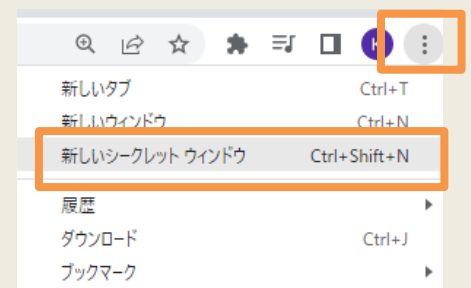 K
新しいタブ Ctrl+T
新しいウィンドウ Ctrl+N
新しいシークレット ウィンドウ Ctrl+Shift+N
履歴
ダウンロード Ctrl+J
ブックマーク